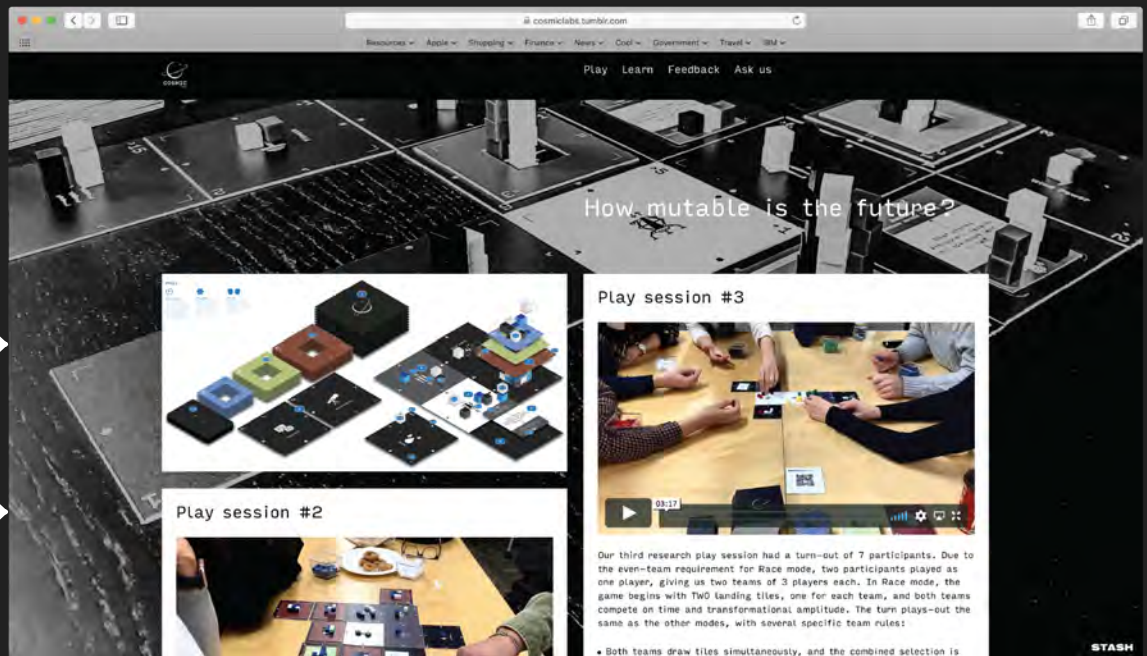 cosmiclabs.tumblr.com
Resources Apple Shopping Finance News Cool Government Travel IBM
COSMIC
Play Learn Feedback Ask us
How mutable is the future?
Play session #3
03:17
Play session #2
Our third research play session had a turn-out of 7 participants. Due to
the even-team requirement for Race mode, two participants played as
one player, giving us two teams of 3 players each. In Race mode, the
game begins with TWO landing tiles, one for each team, and both teams
compete on time and transformational amplitude. The turn plays-out the
same as the other modes, with several specific team rules:
• Both teams draw tiles simultaneously, and the combined selection is
STASH